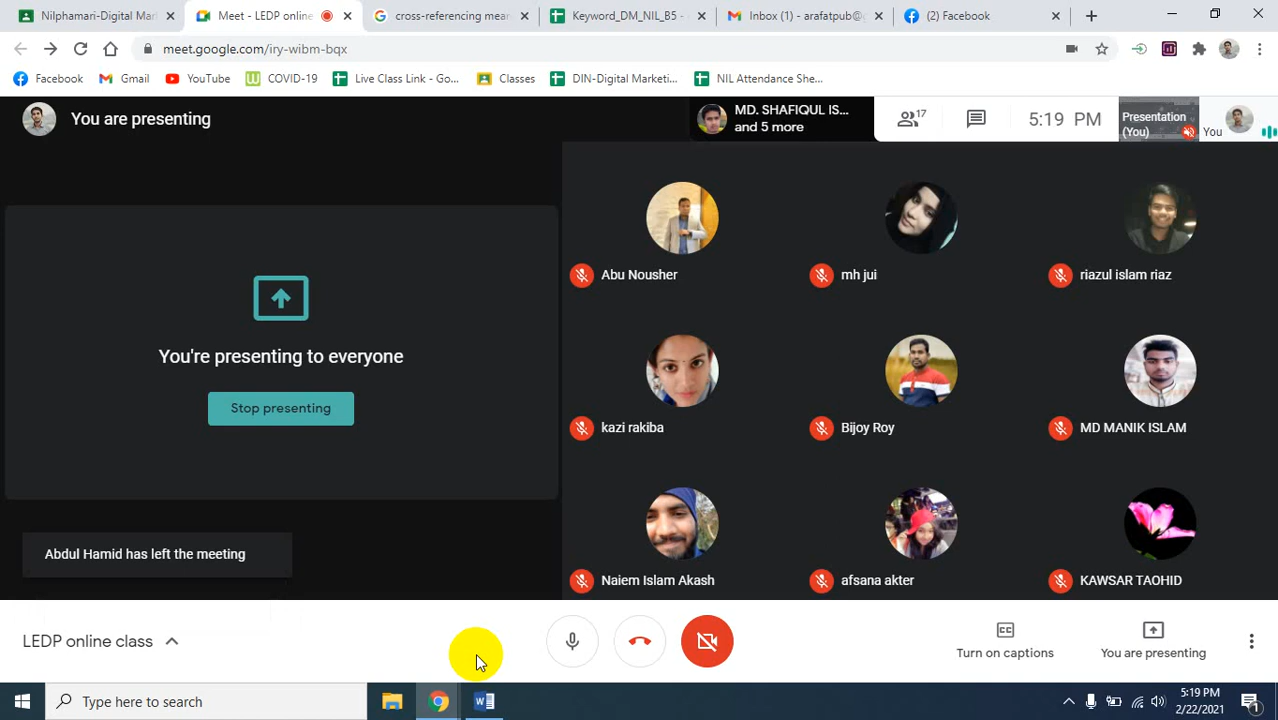 Nilphamari-Digital Mar
Meet - LEDP online
cross-referencing mear
Keyword_DM_NIL_B5 -
Inbox (1) - arafatpub@
(2) Facebook
meet.google.com/iry-wibm-bqx
Facebook
Gmail
YouTube
COVID-19
Live Class Link - Go...
Classes
DIN-Digital Marketi...
NIL Attendance She...
You are presenting
MD. SHAFIQUL IS...
and 5 more
17
5:19 PM
Presentation
(You)
You
Abu Nousher
mh jui
riazul islam riaz
You're presenting to everyone
Stop presenting
kazi rakiba
Bijoy Roy
MD MANIK ISLAM
Abdul Hamid has left the meeting
Naiem Islam Akash
afsana akter
KAWSAR TAOHID
LEDP online class
Turn on captions
You are presenting
Type here to search
5:19 PM
2/22/2021
1